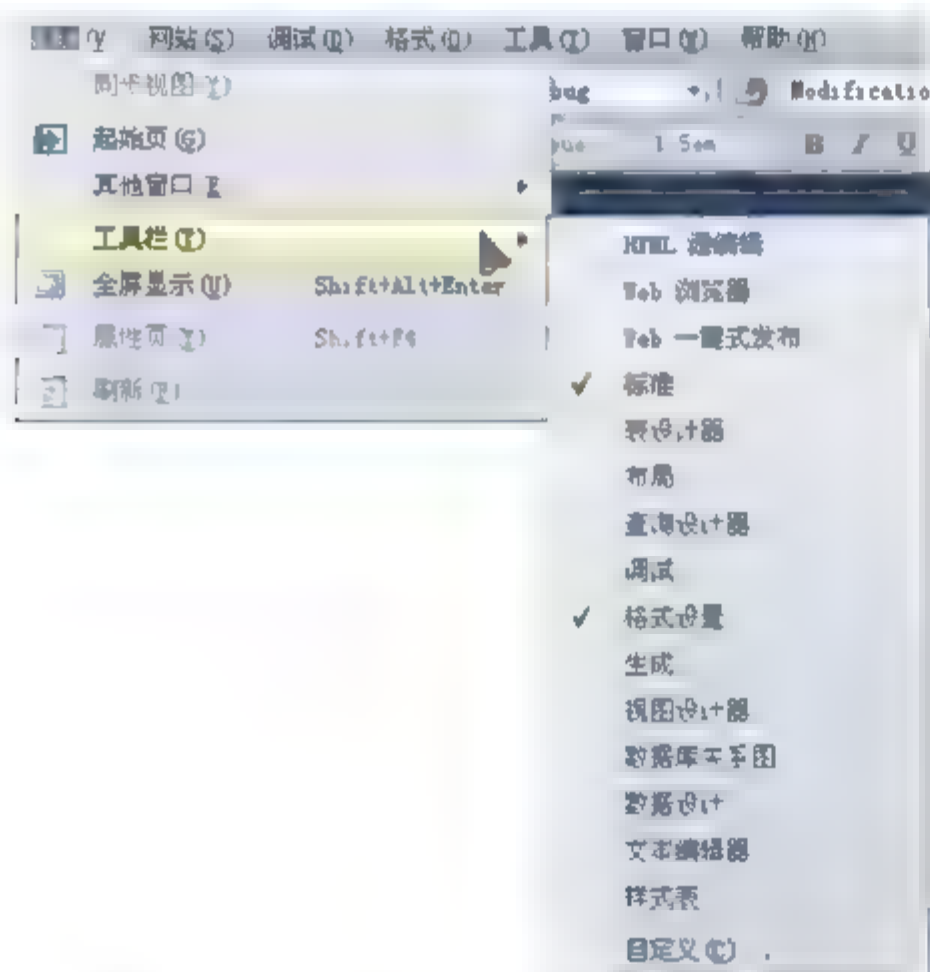 网站(S) 调试(D) 格式(O) 工具(T) 窗口(W) 帮助(H)
Modificatio
起始页(G)
1.5em B I U
其他窗口
工具栏(T)
HTML 源编辑
全屏显示(U) Shift+Alt+Enter
Web 浏览器
属性页 Shift+F4
Web 一键式发布
刷新
标准
表设计器
布局
查询设计器
调试
格式设置
生成
视图设计器
数据库关系图
数据设计
文本编辑器
样式表
自定义(C)